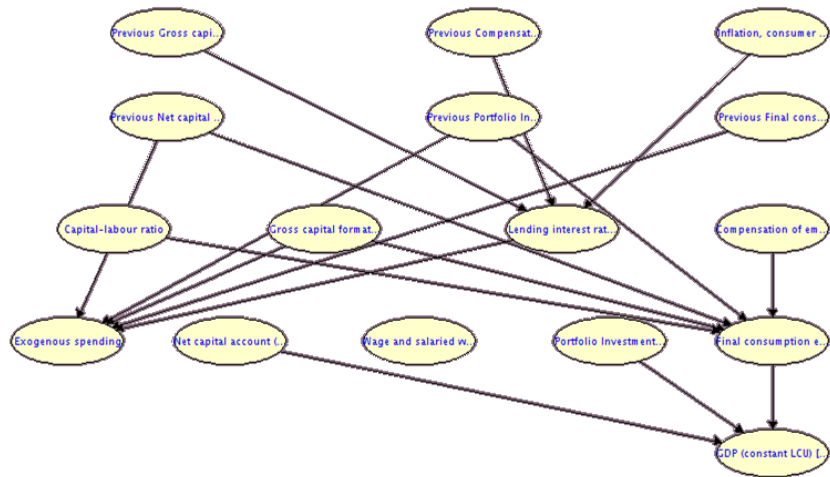 Previous Gross capi...
Previous Compensat...
Inflation, consumer ...
Previous Net capital ...
Previous Portfolio In...
Previous Final cons...
Capital-labour ratio
Gross capital format...
Lending interest rat...
Compensation of em...
Exogenous spending
Net capital account (...
Wage and salaried w...
Portfolio Investment...
Final consumption e...
GDP (constant LCU) [...